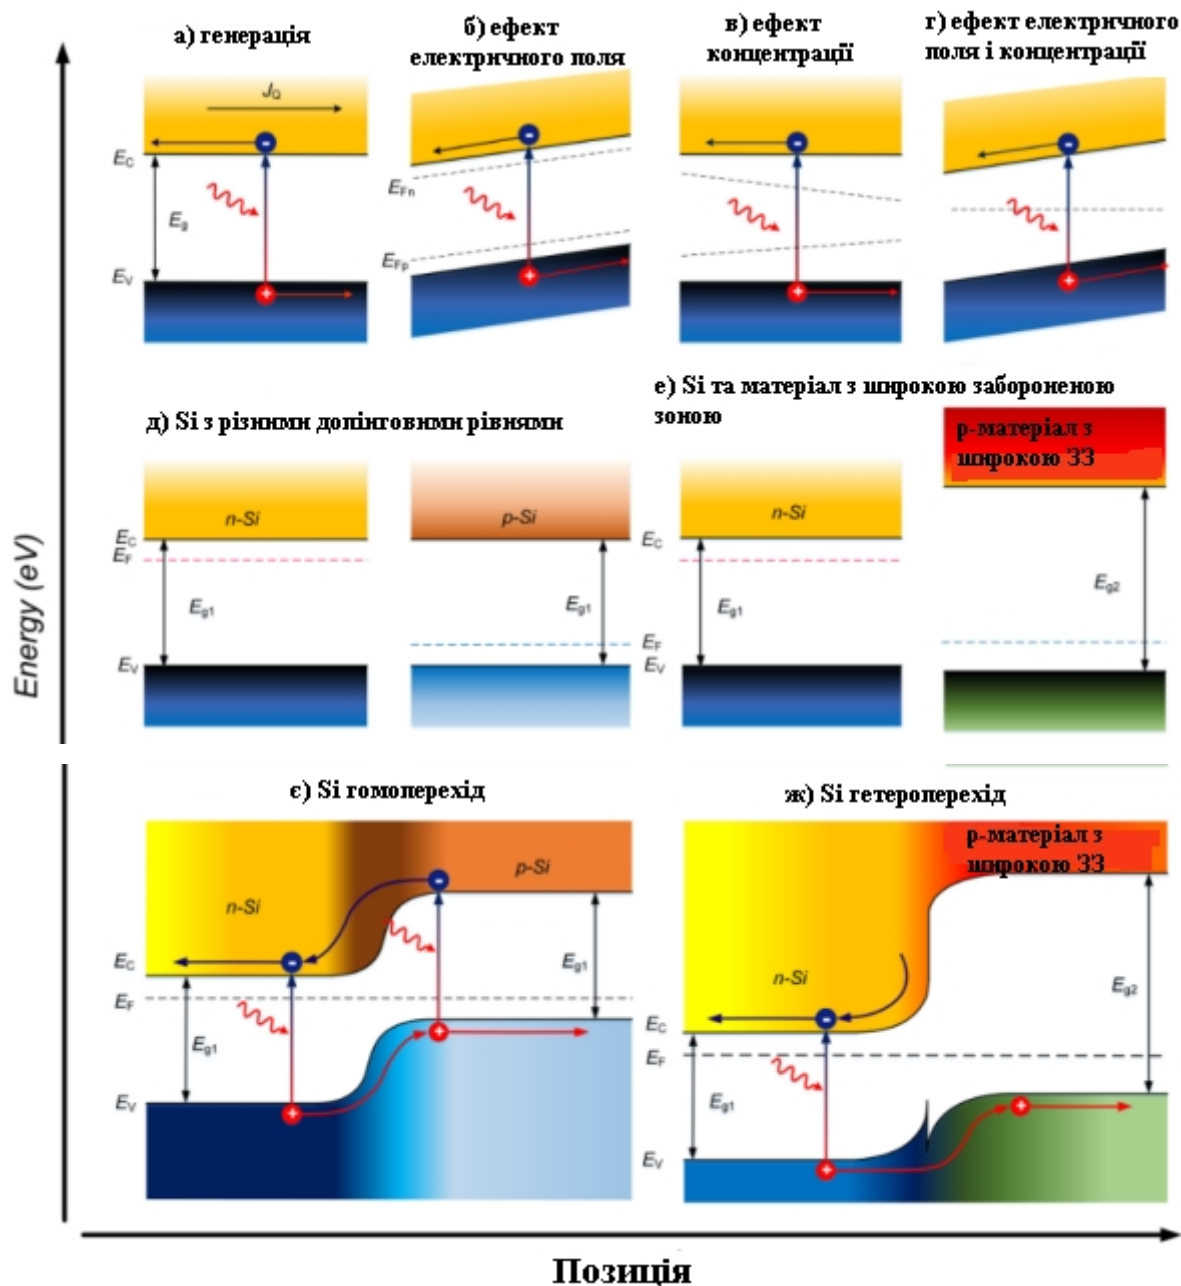 а) генерація
б) ефект
електричного поля
в) ефект
концентрації
г) ефект електричного
поля і концентрації
J_Q
-
-
-
-
E_C
E_g
E_V
E_Fn
E_Fp
+
+
+
+
д) Si з різними допінговими рівнями
е) Si та матеріал з широкою забороненою
зоною
n-Si
p-Si
n-Si
р-матеріал з
широкою ЗЗ
E_C
E_F
E_g1
E_V
E_g1
E_F
E_V
E_C
E_g1
E_g2
Energy (eV)
є) Si гомоперехід
ж) Si гетероперехід
n-Si
p-Si
E_C
E_F
E_g1
E_V
E_g1
-
-
+
+
р-матеріал з
широкою ЗЗ
n-Si
E_C
E_F
E_g1
E_V
E_g2
-
+
+
Позиція